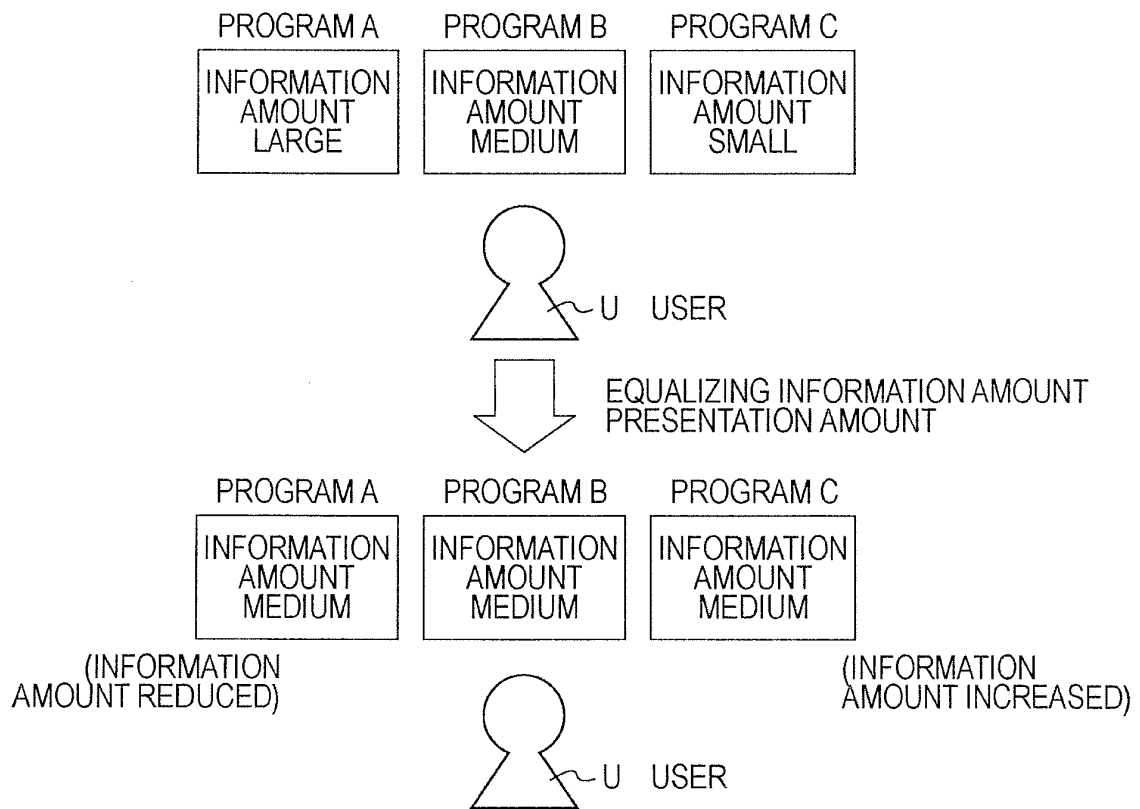 PROGRAM A PROGRAM B PROGRAM C
INFORMATION INFORMATION INFORMATION
AMOUNT AMOUNT AMOUNT
LARGE MEDIUM SMALL
U USER
EQUALIZING INFORMATION AMOUNT
PRESENTATION AMOUNT
PROGRAM A PROGRAM B PROGRAM C
INFORMATION INFORMATION INFORMATION
AMOUNT AMOUNT AMOUNT
MEDIUM MEDIUM MEDIUM
(INFORMATION (INFORMATION
AMOUNT REDUCED) AMOUNT INCREASED)
U USER